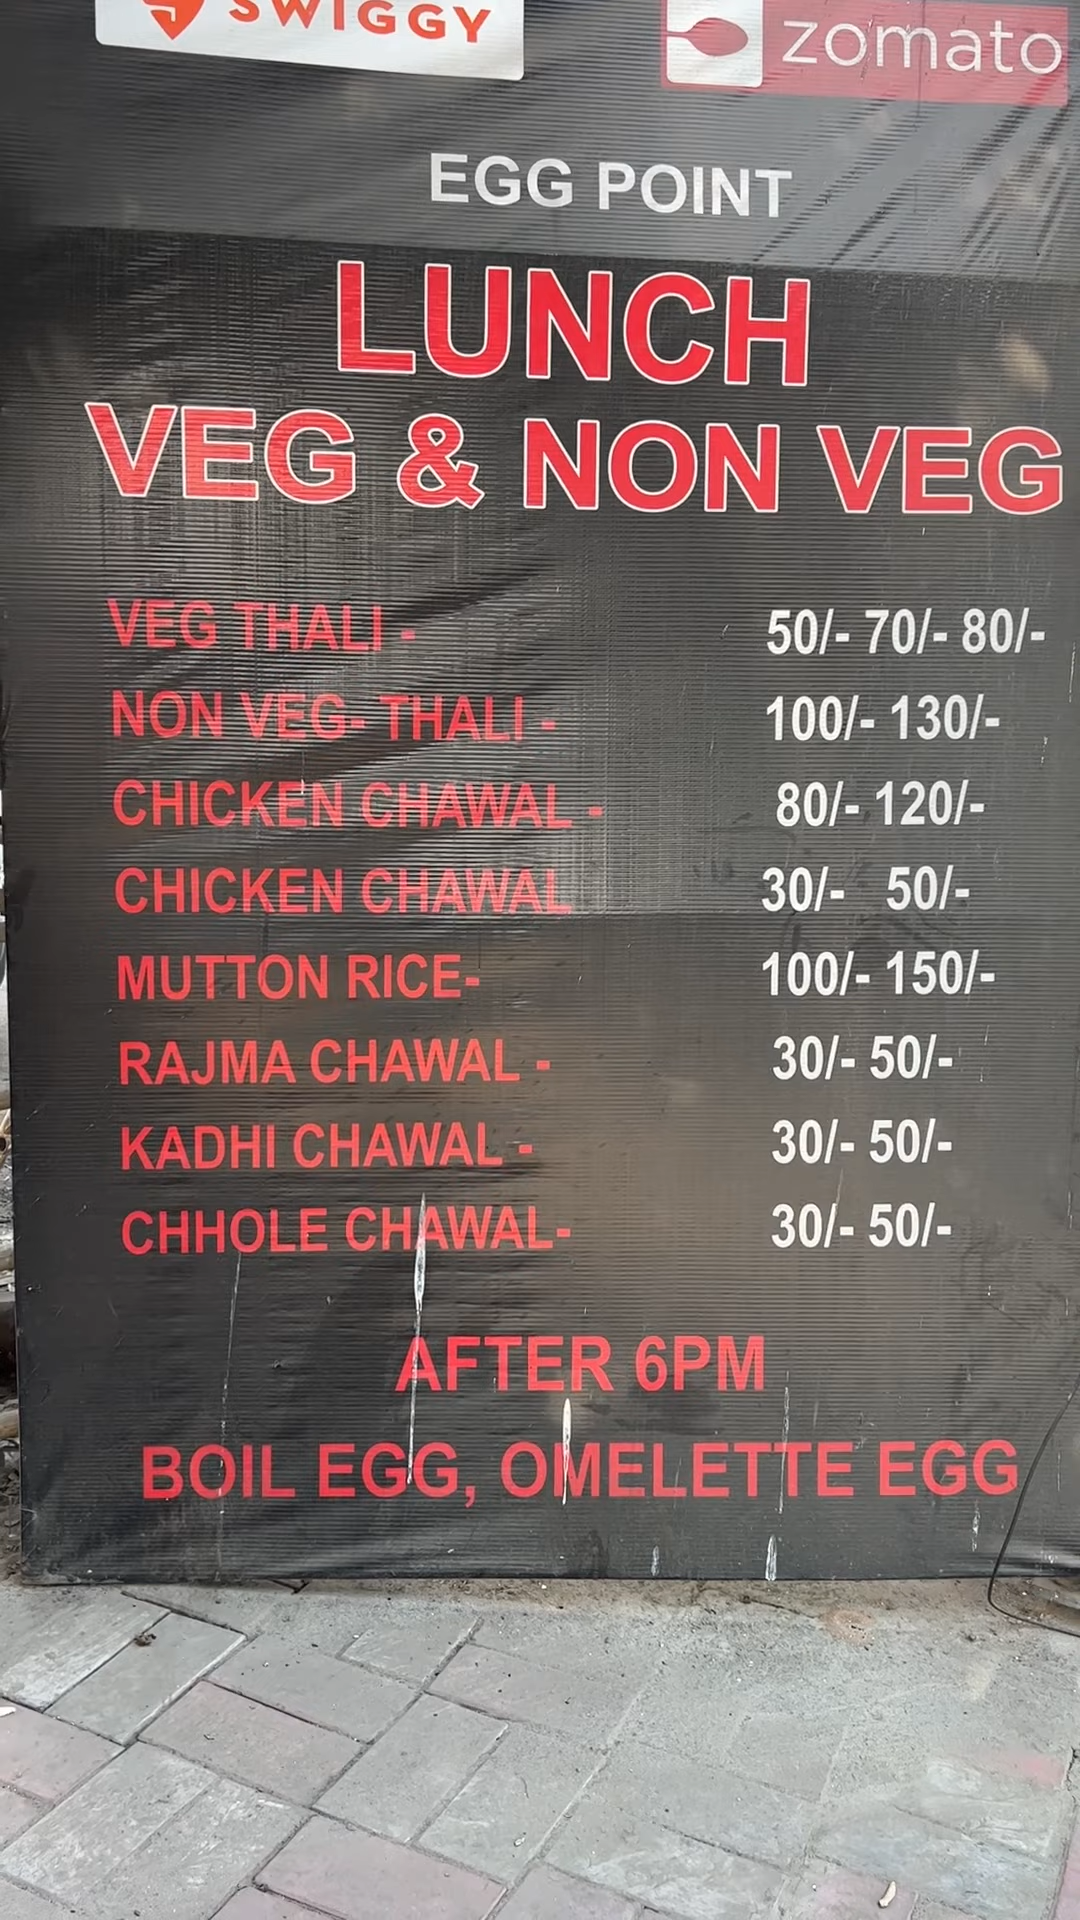 SWIGGY zomato
EGG POINT
LUNCH
VEG & NON VEG
VEG THALI - 50/- 70/- 80/-
NON VEG- THALI - 100/- 130/-
CHICKEN CHAWAL - 80/- 120/-
CHICKEN CHAWAL 30/- 50/-
MUTTON RICE- 100/- 150/-
RAJMA CHAWAL - 30/- 50/-
KADHI CHAWAL - 30/- 50/-
CHHOLE CHAWAL- 30/- 50/-
AFTER 6PM
BOIL EGG, OMELETTE EGG